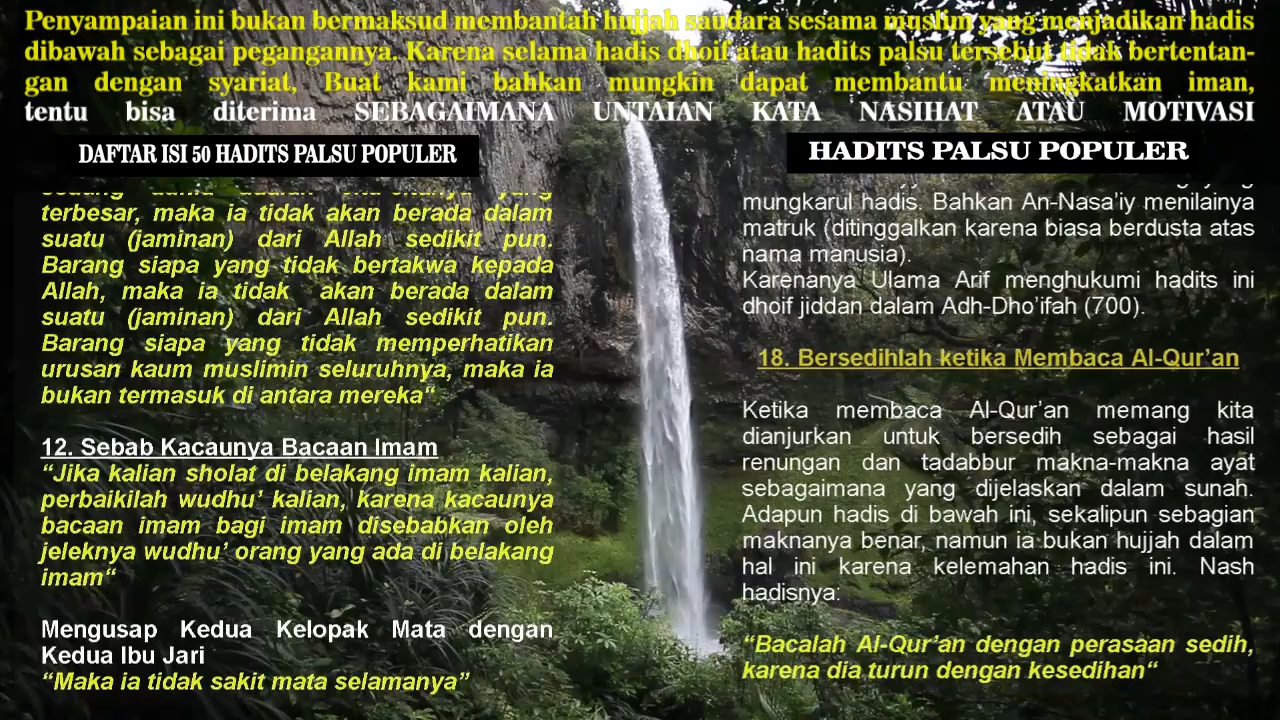 Penyampaian ini bukan bermaksud membantah hujjah saudara sesama muslim yang menjadikan hadis
dibawah sebagai pegangannya. Karena selama hadis dhoif atau hadits palsu tersebut tidak bertentan-
gan dengan syariat, Buat kami bahkan mungkin dapat membantu meningkatkan iman,
tentu bisa diterima SEBAGAIMANA UNTAIAN KATA NASIHAT ATAU MOTIVASI
DAFTAR ISI 50 HADITS PALSU POPULER
terbesar, maka ia tidak akan berada dalam
suatu (jaminan) dari Allah sedikit pun.
Barang siapa yang tidak bertakwa kepada
Allah, maka ia tidak akan berada dalam
suatu (jaminan) dari Allah sedikit pun.
Barang siapa yang tidak memperhatikan
urusan kaum muslimin seluruhnya, maka ia
bukan termasuk di antara mereka“
12. Sebab Kacaunya Bacaan Imam
“Jika kalian sholat di belakang imam kalian,
perbaikilah wudhu’ kalian, karena kacaunya
bacaan imam bagi imam disebabkan oleh
jeleknya wudhu’ orang yang ada di belakang
imam“
Mengusap Kedua Kelopak Mata dengan
Kedua Ibu Jari
“Maka ia tidak sakit mata selamanya”
HADITS PALSU POPULER
mungkarul hadis. Bahkan An-Nasa’iy menilainya
matruk (ditinggalkan karena biasa berdusta atas
nama manusia).
Karenanya Ulama Arif menghukumi hadits ini
dhoif jiddan dalam Adh-Dho’ifah (700).
18. Bersedihlah ketika Membaca Al-Qur’an
Ketika membaca Al-Qur’an memang kita
dianjurkan untuk bersedih sebagai hasil
renungan dan tadabbur makna-makna ayat
sebagaimana yang dijelaskan dalam sunah.
Adapun hadis di bawah ini, sekalipun sebagian
maknanya benar, namun ia bukan hujjah dalam
hal ini karena kelemahan hadis ini. Nash
hadisnya:
“Bacalah Al-Qur’an dengan perasaan sedih,
karena dia turun dengan kesedihan“